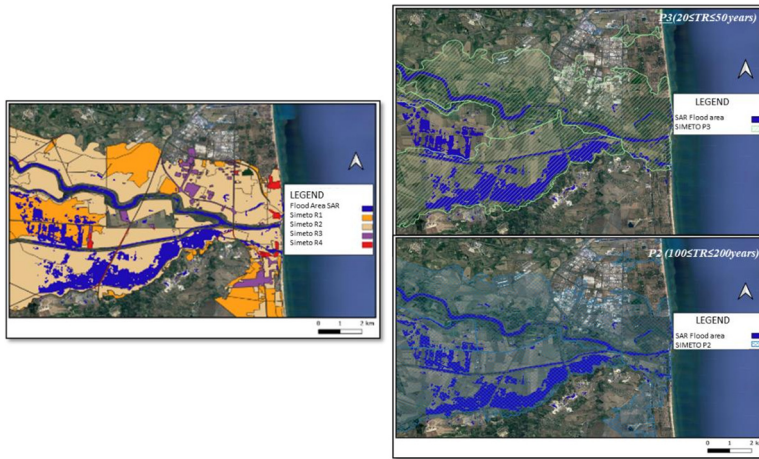 LEGEND
Flood Area SAR
Simeto R1
Simeto R2
Simeto R3
Simeto R4
0 1 2 km
P3(20≤TR≤50years)
LEGEND
SAR Flood area
SIMETO P3
P2 (100≤TR≤200years)
LEGEND
SAR Flood area
SIMETO P2
0 1 2 k